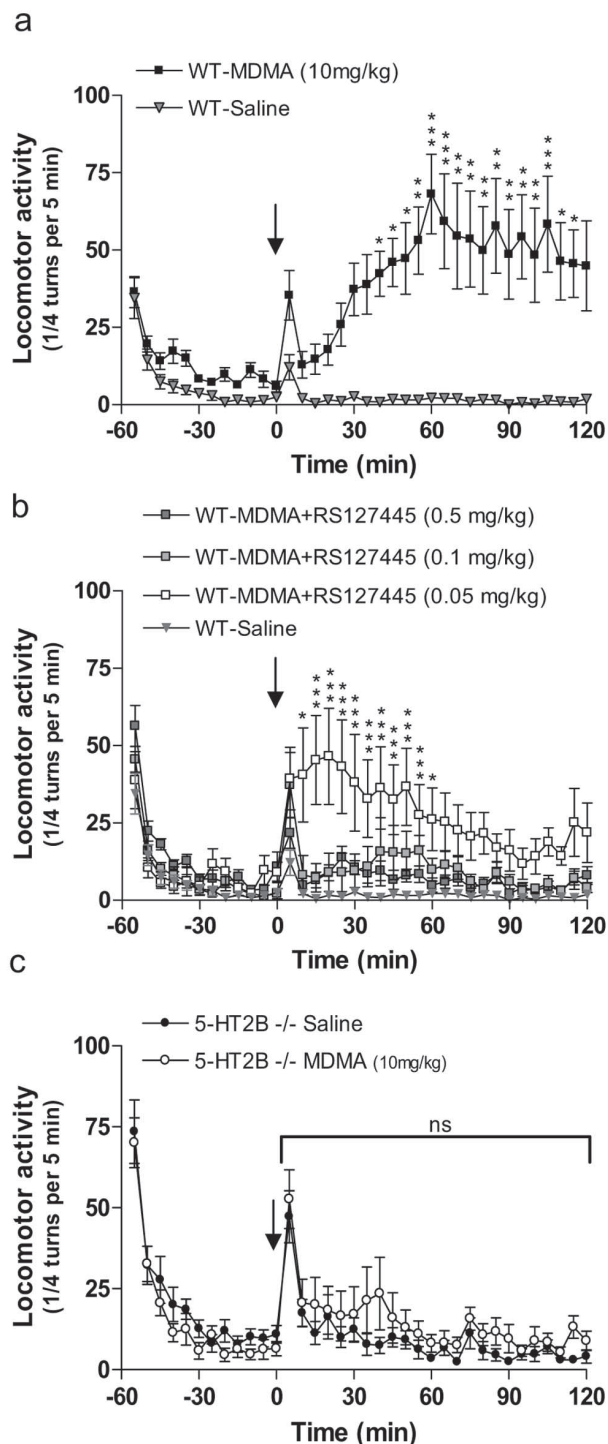 a
WT-MDMA (10mg/kg)
WT-Saline
Locomotor activity
(1/4 turns per 5 min)
100
75
50
25
0
* * * * * * * * * * * * * * * * * * * * * * * * * * * * * * * * * * *
-60 -30 0 30 60 90 120
Time (min)
b
WT-MDMA+RS127445 (0.5 mg/kg)
WT-MDMA+RS127445 (0.1 mg/kg)
WT-MDMA+RS127445 (0.05 mg/kg)
WT-Saline
Locomotor activity
(1/4 turns per 5 min)
100
75
50
25
0
* *** *** *** *** *** *** *** *** *** *
-60 -30 0 30 60 90 120
Time (min)
c
5-HT2B -/- Saline
5-HT2B -/- MDMA (10mg/kg)
Locomotor activity
(1/4 turns per 5 min)
100
75
50
25
0
ns
-60 -30 0 30 60 90 120
Time (min)